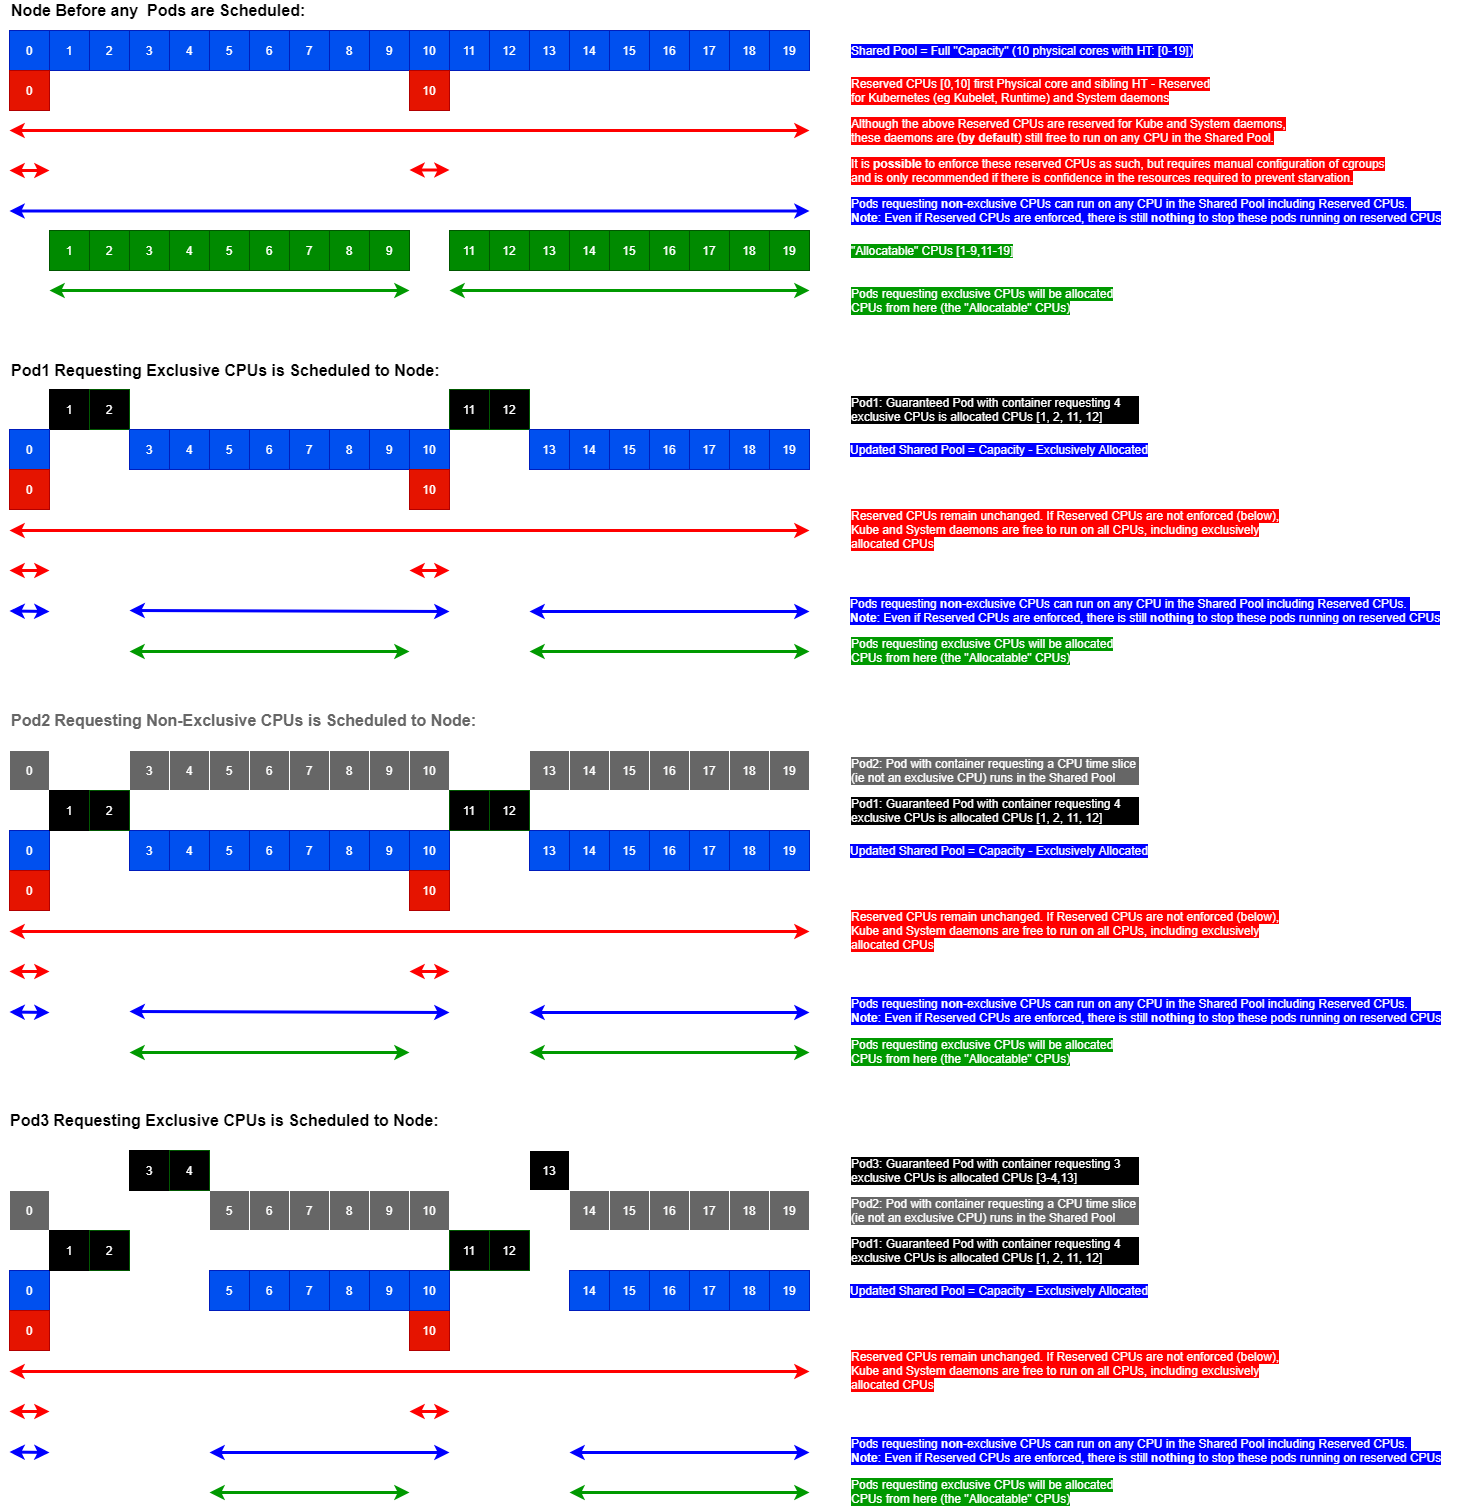 Node Before any Pods are Scheduled:
0 1 2 3 4 5 6 7 8 9 10 11 12 13 14 15 16 17 18 19
Shared Pool = Full "Capacity" (10 physical cores with HT: [0-19])
0 10
Reserved CPUs [0,10] first Physical core and sibling HT - Reserved
for Kubernetes (eg Kubelet, Runtime) and System daemons
Although the above Reserved CPUs are reserved for Kube and System daemons,
these daemons are (by default) still free to run on any CPU in the Shared Pool.
It is possible to enforce these reserved CPUs as such, but requires manual configuration of cgroups
and is only recommended if there is confidence in the resources required to prevent starvation.
Pods requesting non-exclusive CPUs can run on any CPU in the Shared Pool including Reserved CPUs.
Note: Even if Reserved CPUs are enforced, there is still nothing to stop these pods running on reserved CPUs
1 2 3 4 5 6 7 8 9 11 12 13 14 15 16 17 18 19
"Allocatable" CPUs [1-9,11-19]
Pods requesting exclusive CPUs will be allocated
CPUs from here (the "Allocatable" CPUs)
Pod1 Requesting Exclusive CPUs is Scheduled to Node:
1 2 11 12
Pod1: Guaranteed Pod with container requesting 4
exclusive CPUs is allocated CPUs [1, 2, 11, 12]
0 3 4 5 6 7 8 9 10 13 14 15 16 17 18 19
Updated Shared Pool = Capacity - Exclusively Allocated
0 10
Reserved CPUs remain unchanged. If Reserved CPUs are not enforced (below),
Kube and System daemons are free to run on all CPUs, including exclusively
allocated CPUs
Pods requesting non-exclusive CPUs can run on any CPU in the Shared Pool including Reserved CPUs.
Note: Even if Reserved CPUs are enforced, there is still nothing to stop these pods running on reserved CPUs
Pods requesting exclusive CPUs will be allocated
CPUs from here (the "Allocatable" CPUs)
Pod2 Requesting Non-Exclusive CPUs is Scheduled to Node:
0 3 4 5 6 7 8 9 10 13 14 15 16 17 18 19
Pod2: Pod with container requesting a CPU time slice
(ie not an exclusive CPU) runs in the Shared Pool
1 2 11 12
Pod1: Guaranteed Pod with container requesting 4
exclusive CPUs is allocated CPUs [1, 2, 11, 12]
0 3 4 5 6 7 8 9 10 13 14 15 16 17 18 19
Updated Shared Pool = Capacity - Exclusively Allocated
0 10
Reserved CPUs remain unchanged. If Reserved CPUs are not enforced (below),
Kube and System daemons are free to run on all CPUs, including exclusively
allocated CPUs
Pods requesting non-exclusive CPUs can run on any CPU in the Shared Pool including Reserved CPUs.
Note: Even if Reserved CPUs are enforced, there is still nothing to stop these pods running on reserved CPUs
Pods requesting exclusive CPUs will be allocated
CPUs from here (the "Allocatable" CPUs)
Pod3 Requesting Exclusive CPUs is Scheduled to Node:
3 4 13
Pod3: Guaranteed Pod with container requesting 3
exclusive CPUs is allocated CPUs [3-4,13]
0 5 6 7 8 9 10 14 15 16 17 18 19
Pod2: Pod with container requesting a CPU time slice
(ie not an exclusive CPU) runs in the Shared Pool
1 2 11 12
Pod1: Guaranteed Pod with container requesting 4
exclusive CPUs is allocated CPUs [1, 2, 11, 12]
0 5 6 7 8 9 10 14 15 16 17 18 19
Updated Shared Pool = Capacity - Exclusively Allocated
0 10
Reserved CPUs remain unchanged. If Reserved CPUs are not enforced (below),
Kube and System daemons are free to run on all CPUs, including exclusively
allocated CPUs
Pods requesting non-exclusive CPUs can run on any CPU in the Shared Pool including Reserved CPUs.
Note: Even if Reserved CPUs are enforced, there is still nothing to stop these pods running on reserved CPUs
Pods requesting exclusive CPUs will be allocated
CPUs from here (the "Allocatable" CPUs)